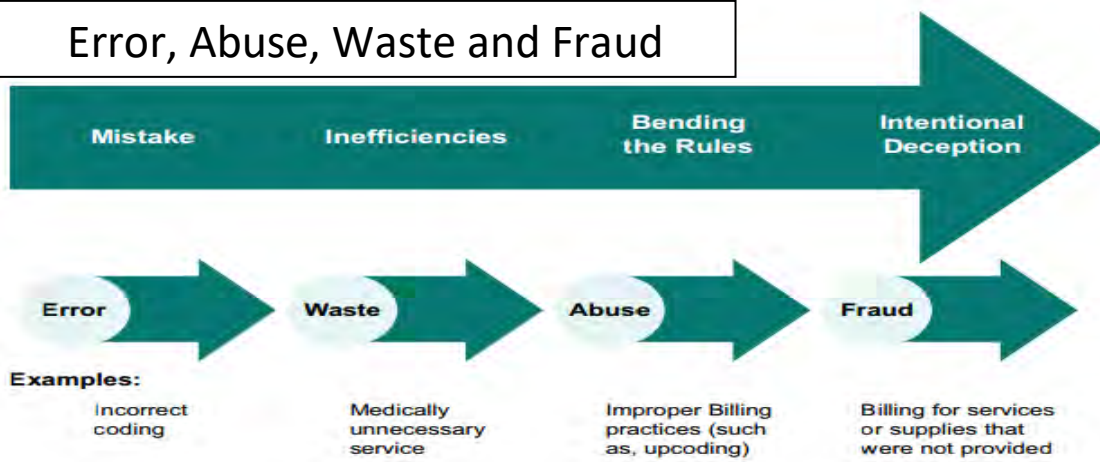 Error, Abuse, Waste and Fraud
Mistake
Inefficiencies
Bending
the Rules
Intentional
Deception
Error
Waste
Abuse
Fraud
Examples:
Incorrect
coding
Medically
unnecessary
service
Improper Billing
practices (such
as, upcoding)
Billing for services
or supplies that
were not provided